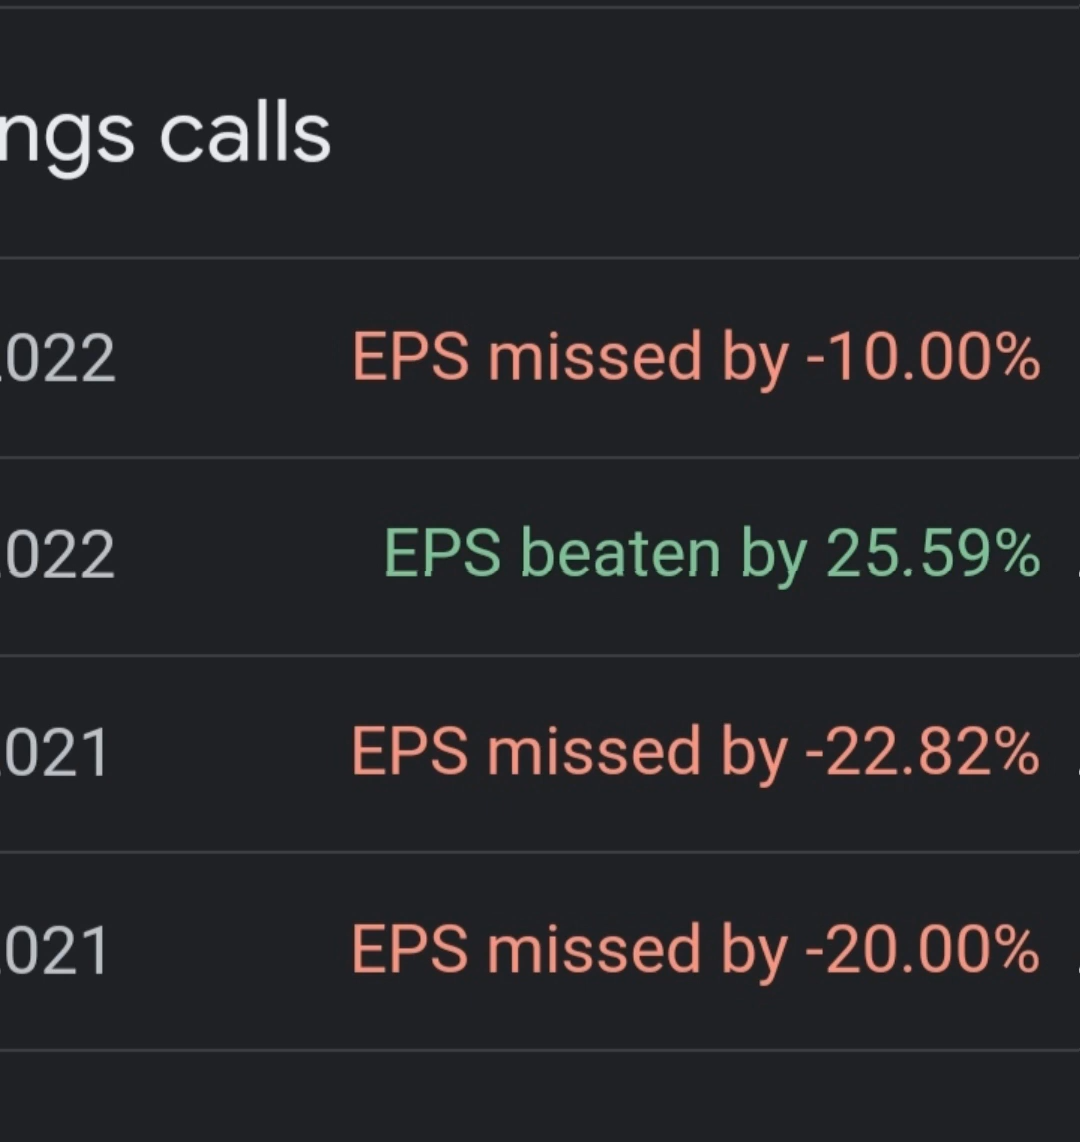 ngs calls
022 EPS missed by -10.00%
022 EPS beaten by 25.59%
021 EPS missed by -22.82%
021 EPS missed by -20.00%